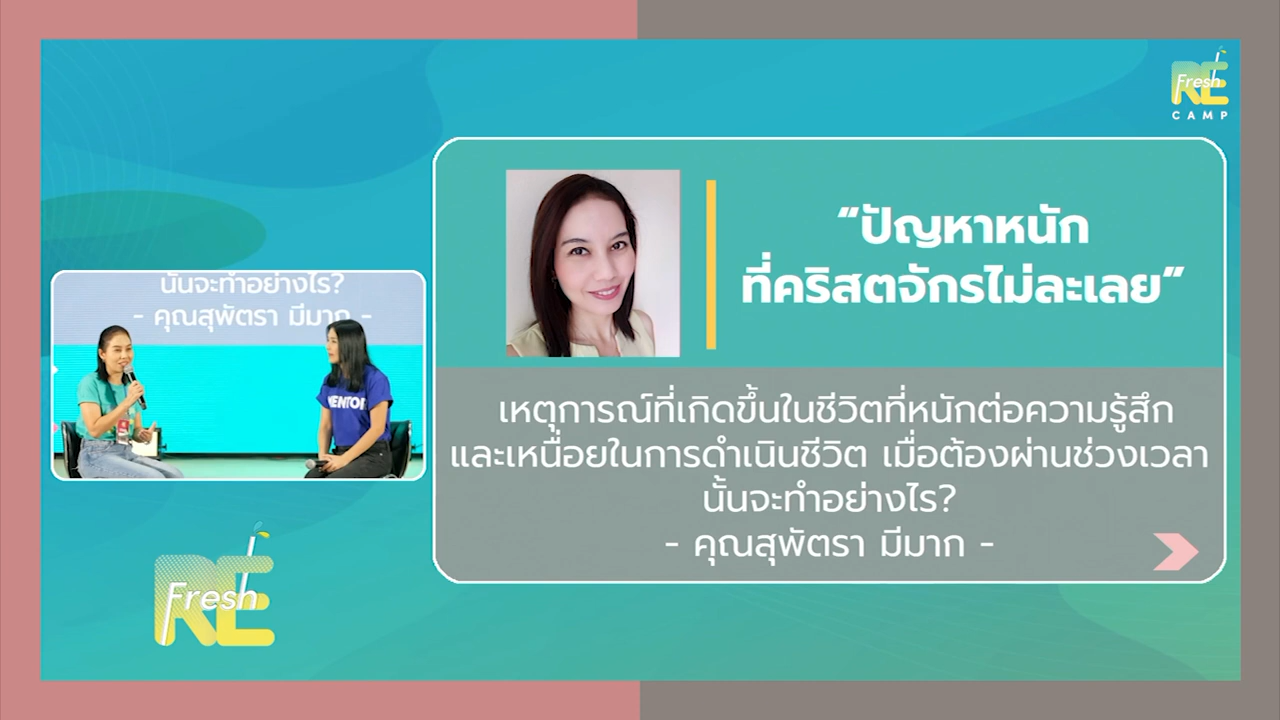 Fresh
RE
CAMP
“ปัญหาหนัก
ที่คริสตจักรไม่ละเลย”
เหตุการณ์ที่เกิดขึ้นในชีวิตที่หนักต่อความรู้สึก
และเหนื่อยในการดำเนินชีวิต เมื่อต้องผ่านช่วงเวลา
นั้นจะทำอย่างไร?
- คุณสุพัตรา มีมาก -
นั้นจะทำอย่างไร?
- คุณสุพัตรา มีมาก -
MENTOR
Fresh
RE